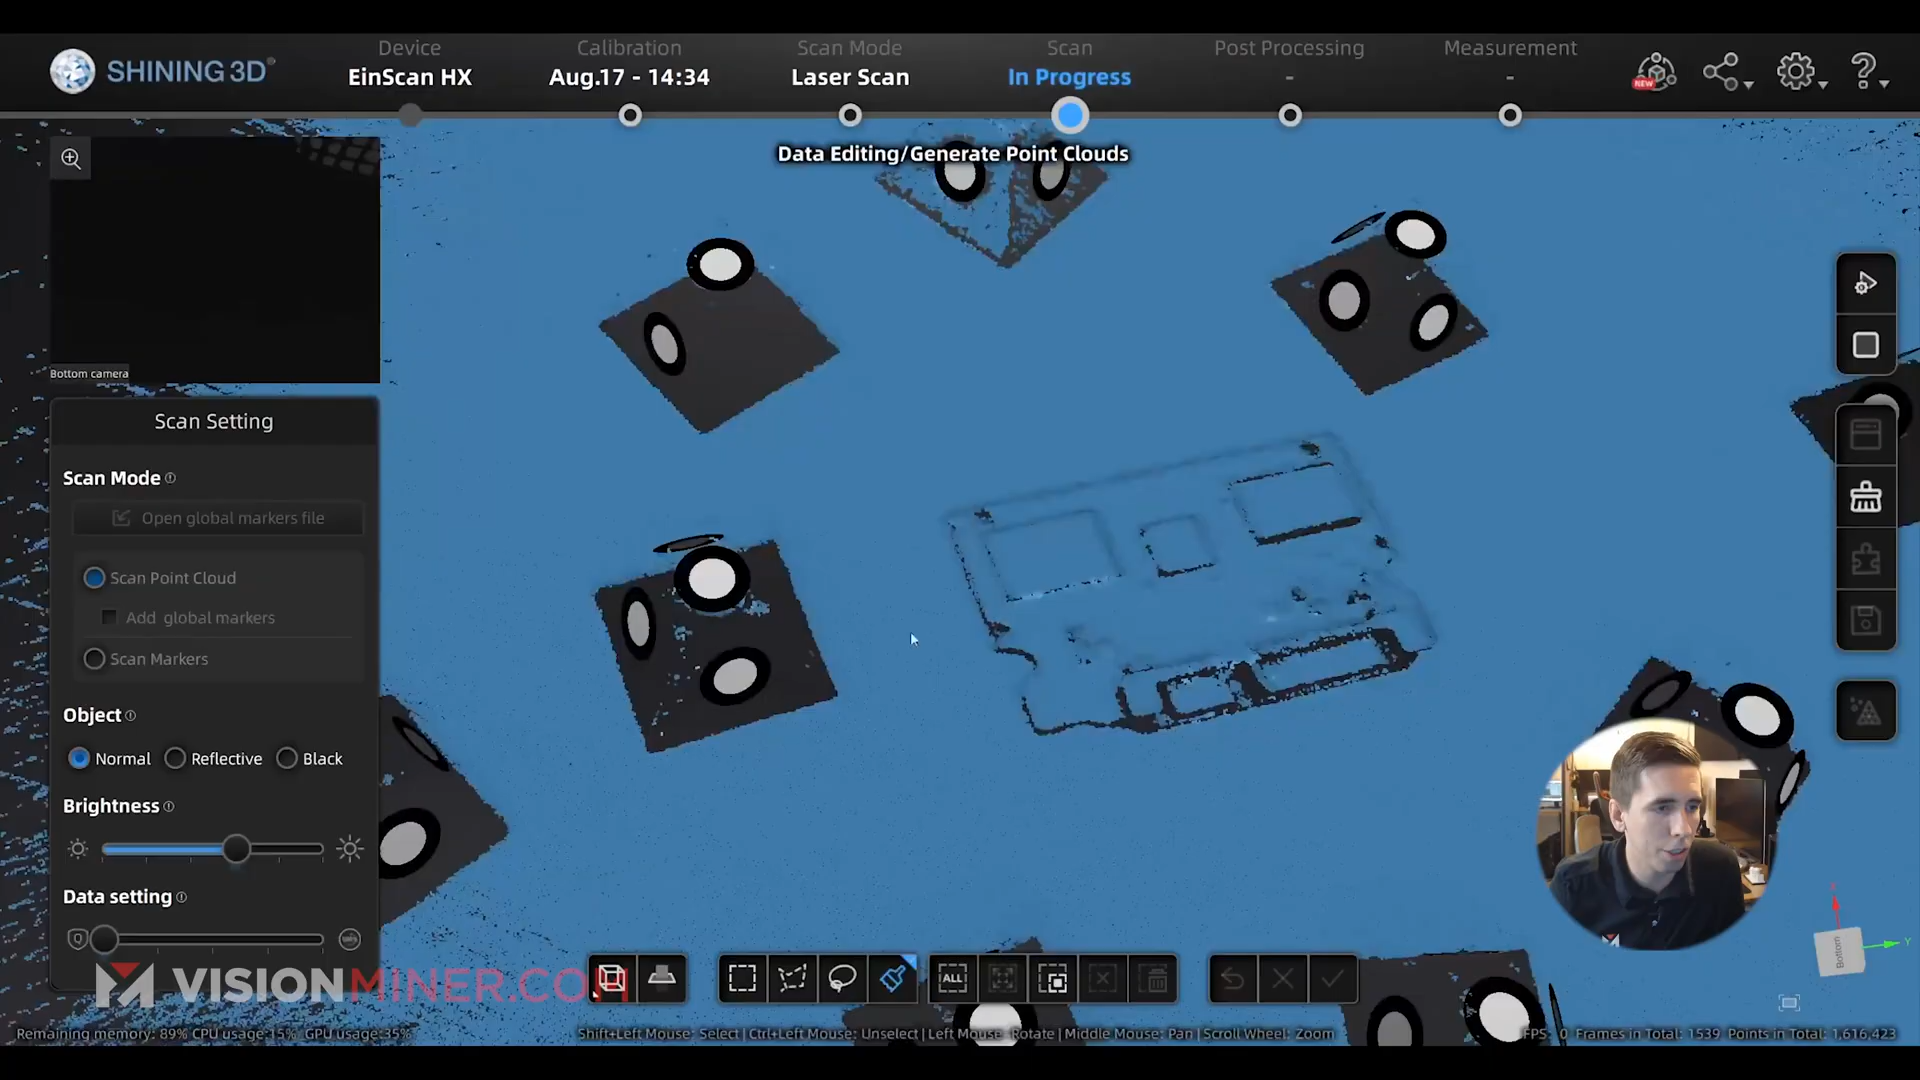 SHINING 3D®
Device
EinScan HX
Calibration
Aug.17 - 14:34
Scan Mode
Laser Scan
Scan
In Progress
Post Processing
-
Measurement
-
NEW
Data Editing/Generate Point Clouds
Bottom camera
Scan Setting
Scan Mode
Open global markers file
Scan Point Cloud
Add global markers
Scan Markers
Object
Normal
Reflective
Black
Brightness
Data setting
Q
VISIONMINER.COM
ALL
Bottom
Y
Remaining memory: 89% CPU usage:15% GPU usage:35%
Shift+Left Mouse: Select | Ctrl+Left Mouse: Unselect | Left Mouse: Rotate | Middle Mouse: Pan | Scroll Wheel: Zoom
FPS: 0 Frames in Total: 1539 Points in Total: 1,616,423